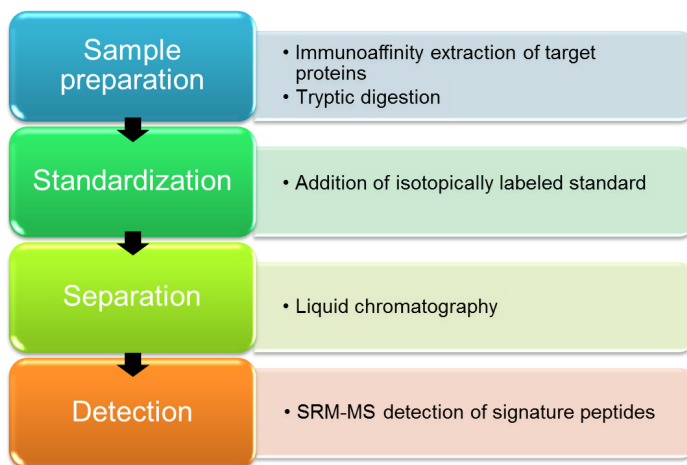 Sample
preparation
• Immunoaffinity extraction of target
proteins
• Tryptic digestion
Standardization
• Addition of isotopically labeled standard
Separation
• Liquid chromatography
Detection
• SRM-MS detection of signature peptides